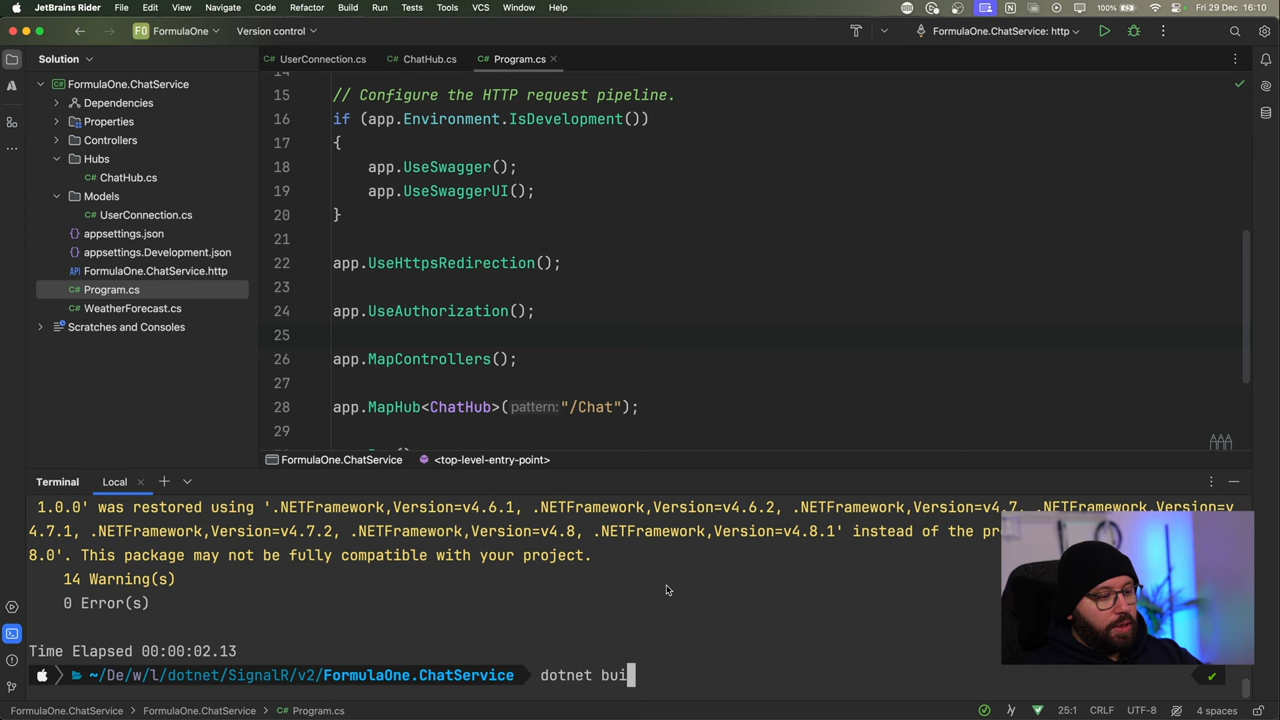 JetBrains Rider File Edit View Navigate Code Refactor Build Run Tests Tools VCS Window Help 100% Fri 29 Dec 16:10
FO FormulaOne Version control FormulaOne.ChatService: http
Solution
UserConnection.cs ChatHub.cs Program.cs
FormulaOne.ChatService
Dependencies
Properties
Controllers
Hubs
ChatHub.cs
Models
UserConnection.cs
appsettings.json
appsettings.Development.json
API FormulaOne.ChatService.http
Program.cs
WeatherForecast.cs
Scratches and Consoles
15 // Configure the HTTP request pipeline.
16 if (app.Environment.IsDevelopment())
17 {
18 app.UseSwagger();
19 app.UseSwaggerUI();
20 }
21
22 app.UseHttpsRedirection();
23
24 app.UseAuthorization();
25
26 app.MapControllers();
27
28 app.MapHub<ChatHub>( pattern: "/Chat");
29
FormulaOne.ChatService <top-level-entry-point>
Terminal Local
1.0.0' was restored using '.NETFramework,Version=v4.6.1, .NETFramework,Version=v4.6.2, .NETFramework,Version=v4.7, .NETFramework,Version=v
4.7.1, .NETFramework,Version=v4.7.2, .NETFramework,Version=v4.8, .NETFramework,Version=v4.8.1' instead of the
8.0'. This package may not be fully compatible with your project.
14 Warning(s)
0 Error(s)
Time Elapsed 00:00:02.13
~/De/w/l/dotnet/SignalR/v2/FormulaOne.ChatService dotnet bui
FormulaOne.ChatService FormulaOne.ChatService Program.cs 25:1 CRLF UTF-8 4 spaces